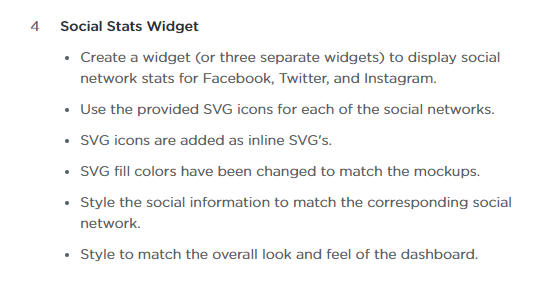 4 Social Stats Widget
• Create a widget (or three separate widgets) to display social
network stats for Facebook, Twitter, and Instagram.
• Use the provided SVG icons for each of the social networks.
• SVG icons are added as inline SVG's.
• SVG fill colors have been changed to match the mockups.
• Style the social information to match the corresponding social
network.
• Style to match the overall look and feel of the dashboard.